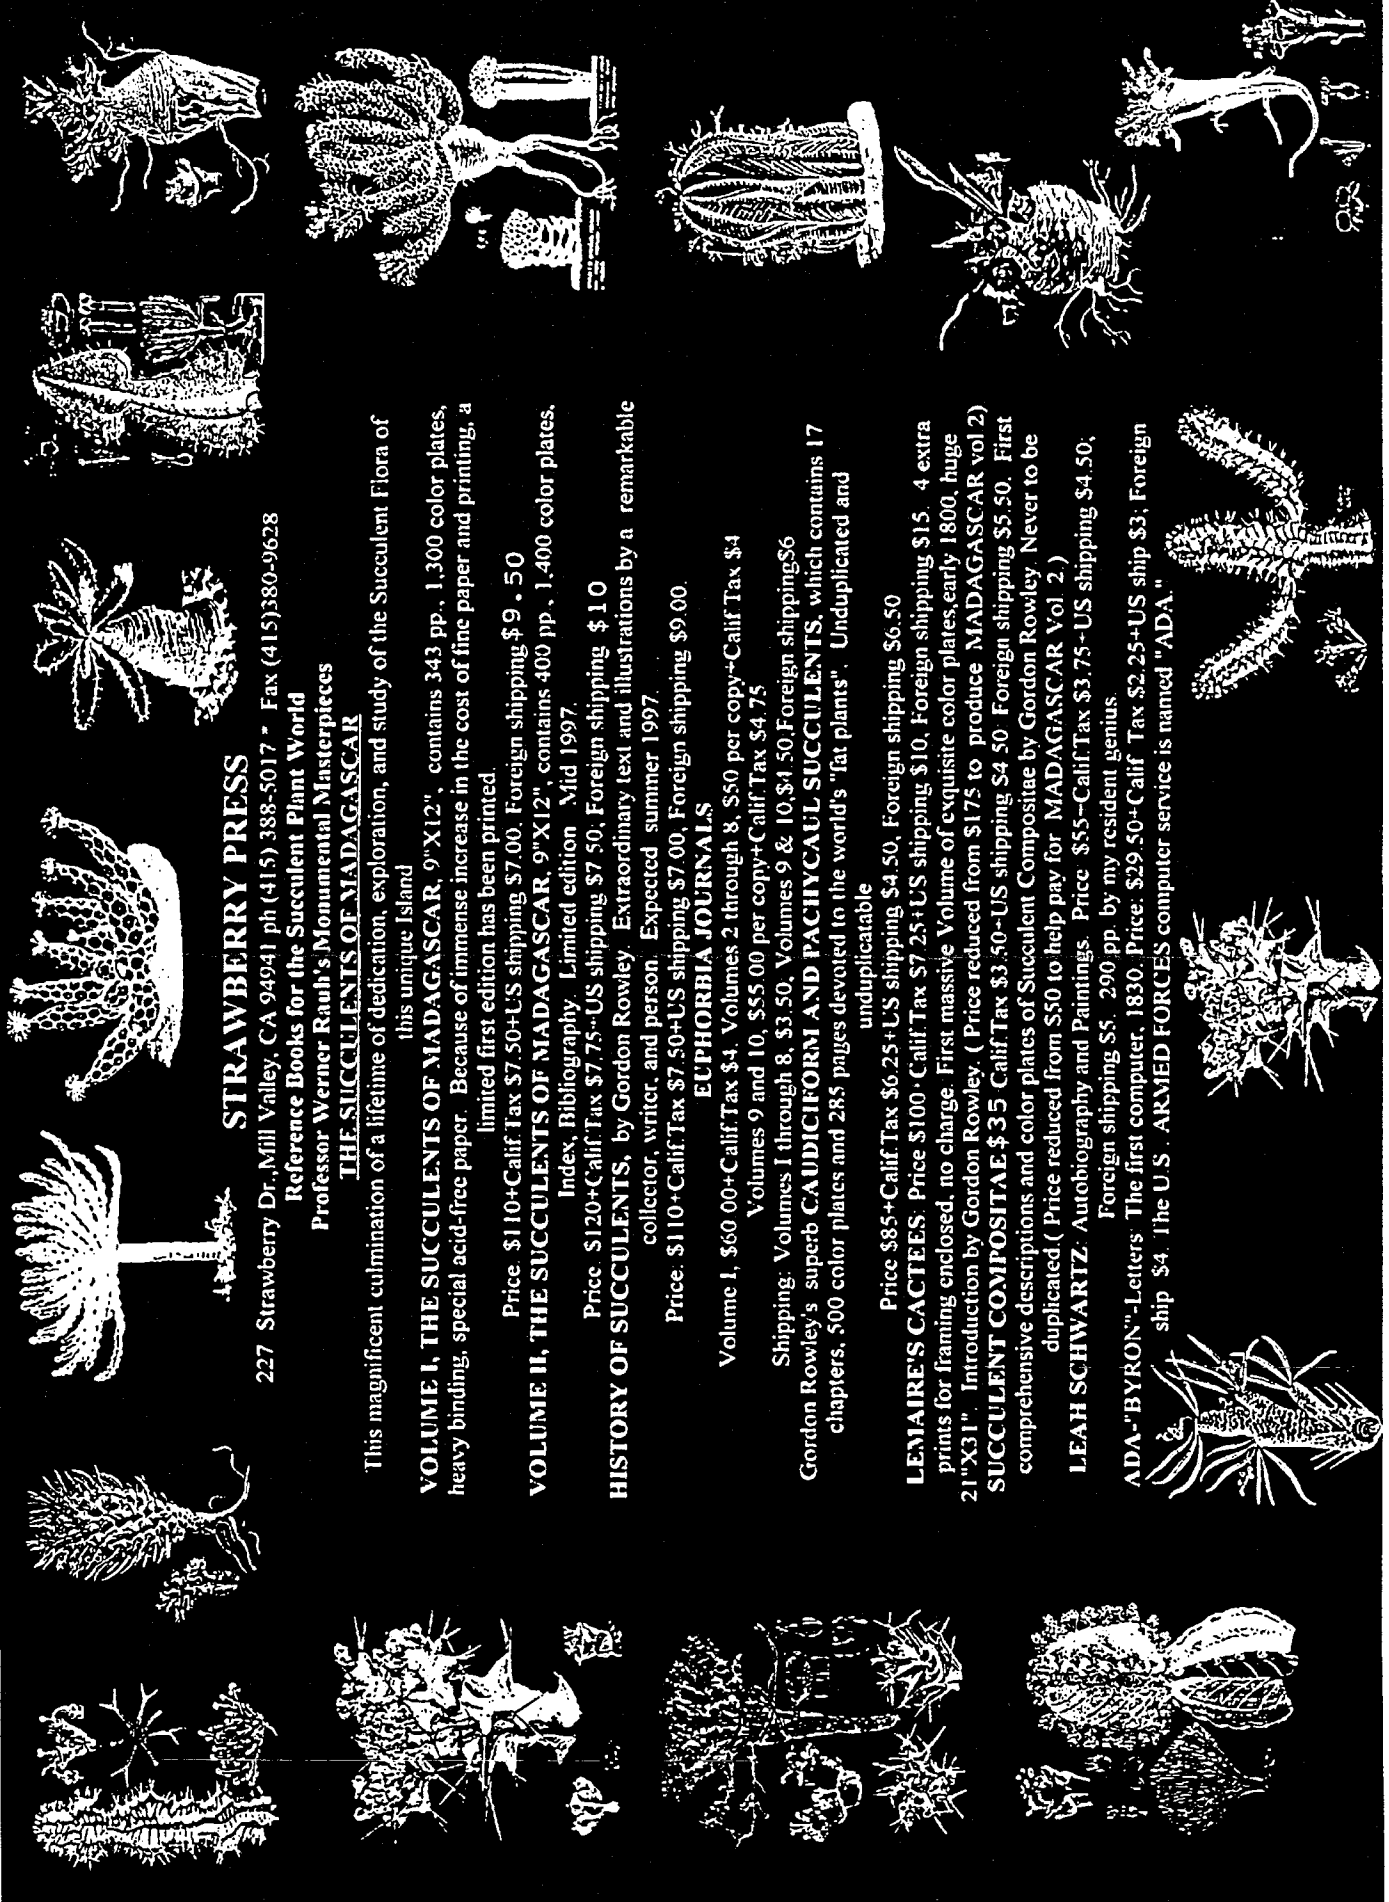 STRAWBERRY PRESS
227 Strawberry Dr.,Mill Valley, CA 94941 ph (415) 388-5017 * Fax (415)380-9628
Reference Books for the Succulent Plant World
Professor Werner Rauh's Monumental Masterpieces
THE SUCCULENTS OF MADAGASCAR
This magnificent culmination of a lifetime of dedication, exploration, and study of the Succulent Flora of
this unique Island
VOLUME I, THE SUCCULENTS OF MADAGASCAR, 9"X12", contains 343 pp., 1,300 color plates,
heavy binding, special acid-free paper. Because of immense increase in the cost of fine paper and printing, a
limited first edition has been printed.
Price. $110+Calif.Tax $7.50+US shipping $7.00, Foreign shipping $9.50
VOLUME II, THE SUCCULENTS OF MADAGASCAR, 9"X12", contains 400 pp., 1,400 color plates,
Index, Bibliography. Limited edition. Mid 1997.
Price. $120+Calif.Tax $7.75+US shipping $7 50; Foreign shipping $10
HISTORY OF SUCCULENTS, by Gordon Rowley. Extraordinary text and illustrations by a remarkable
collector, writer, and person. Expected summer 1997.
Price: $110+Calif.Tax $7.50+US shipping $7.00, Foreign shipping $9.00.
EUPHORBIA JOURNALS
Volume 1, $60 00+Calif.Tax $4, Volumes 2 through 8, $50 per copy+Calif Tax $4
Volumes 9 and 10, $55.00 per copy+Calif.Tax $4.75
Shipping: Volumes 1 through 8, $3.50, Volumes 9 & 10,$4.50,Foreign shipping$6
Gordon Rowley's superb CAUDICIFORM AND PACHYCAUL SUCCULENTS, which contains 17
chapters, 500 color plates and 285 pages devoted to the world's "fat plants". Unduplicated and
unduplicatable
Price $85+Calif.Tax $6.25+US shipping $4.50, Foreign shipping $6.50
LEMAIRE'S CACTEES: Price $100+Calif.Tax $7.25+US shipping $10, Foreign shipping $15. 4 extra
prints for framing enclosed, no charge. First massive Volume of exquisite color plates,early 1800, huge
21"X31". Introduction by Gordon Rowley. ( Price reduced from $175 to produce MADAGASCAR vol 2)
SUCCULENT COMPOSITAE.$35 Calif.Tax $3.50-US shipping $4 50 Foreign shipping $5.50. First
comprehensive descriptions and color plates of Succulent Compositae by Gordon Rowley. Never to be
duplicated.( Price reduced from $50 to help pay for MADAGASCAR Vol 2.)
LEAH SCHWARTZ: Autobiography and Paintings. Price $55-Calif.Tax $3.75-US shipping $4.50;
Foreign shipping $5. 290 pp. by my resident genius
ADA-"BYRON"-Letters: The first computer, 1830. Price: $29.50+Calif Tax $2.25+US ship $3; Foreign
ship $4. The U.S. ARMED FORCES computer service is named "ADA."